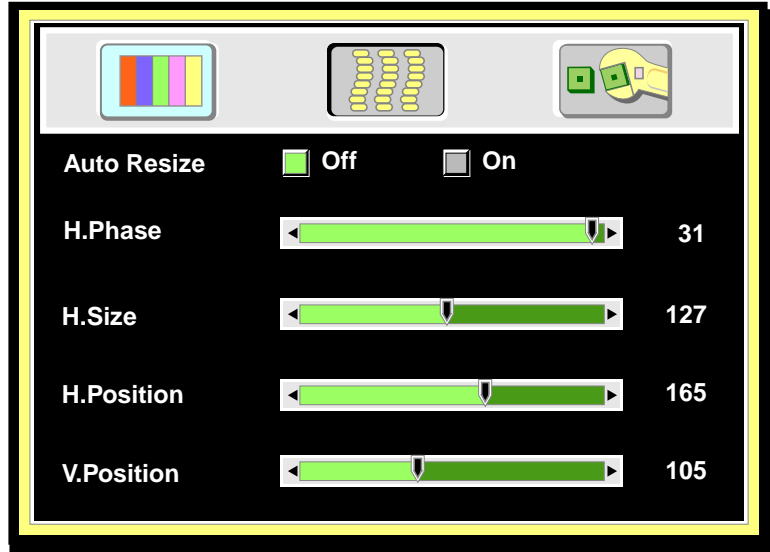 Auto Resize Off On
H.Phase 31
H.Size 127
H.Position 165
V.Position 105